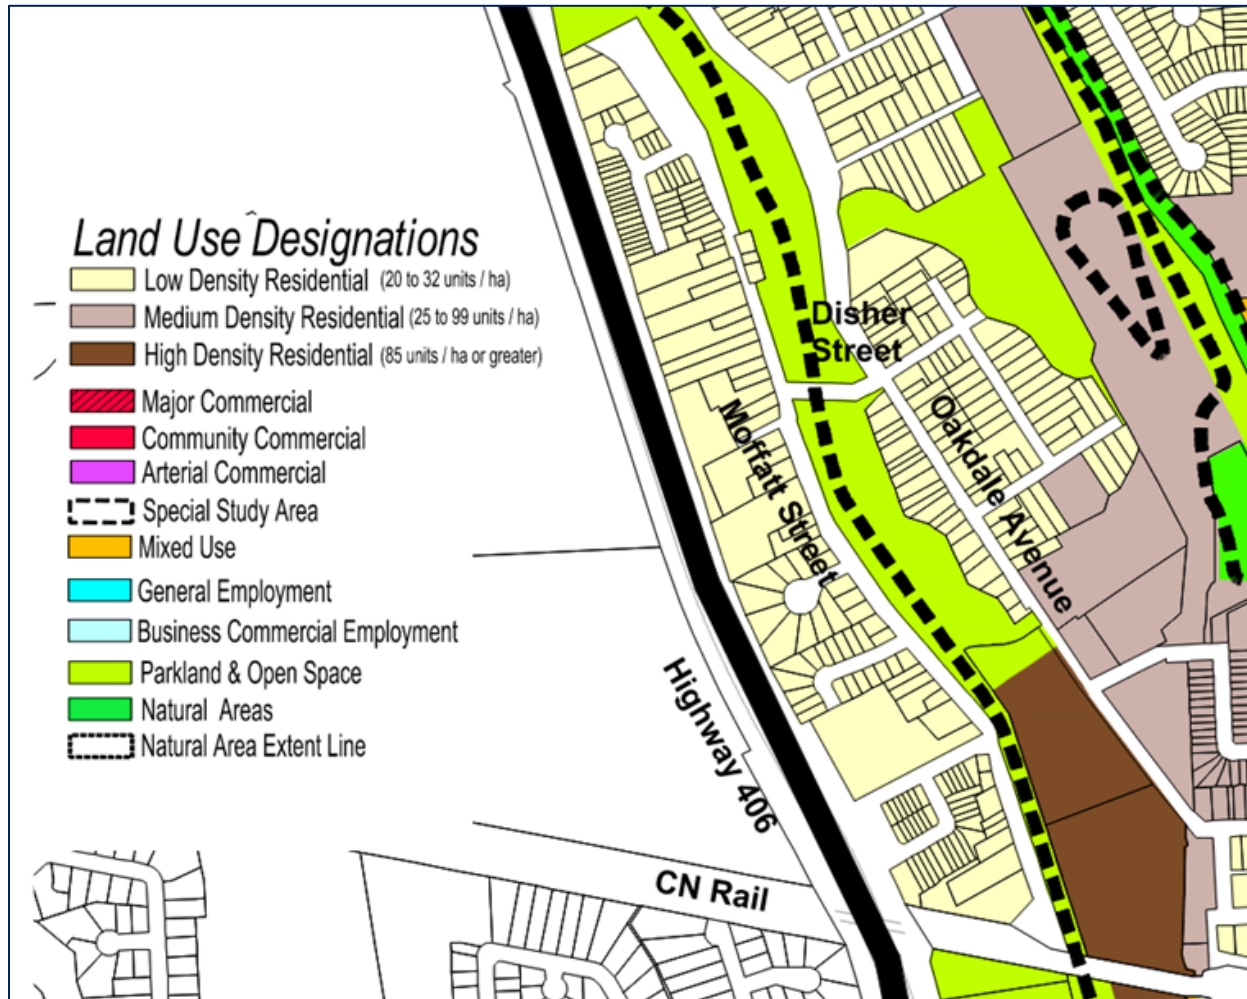 Land Use Designations
Low Density Residential (20 to 32 units / ha)
Medium Density Residential (25 to 99 units / ha)
High Density Residential (85 units / ha or greater)
Major Commercial
Community Commercial
Arterial Commercial
Special Study Area
Mixed Use
General Employment
Business Commercial Employment
Parkland & Open Space
Natural Areas
Natural Area Extent Line
Disher
Street
Moffatt Street
Oakdale Avenue
Highway 406
CN Rail